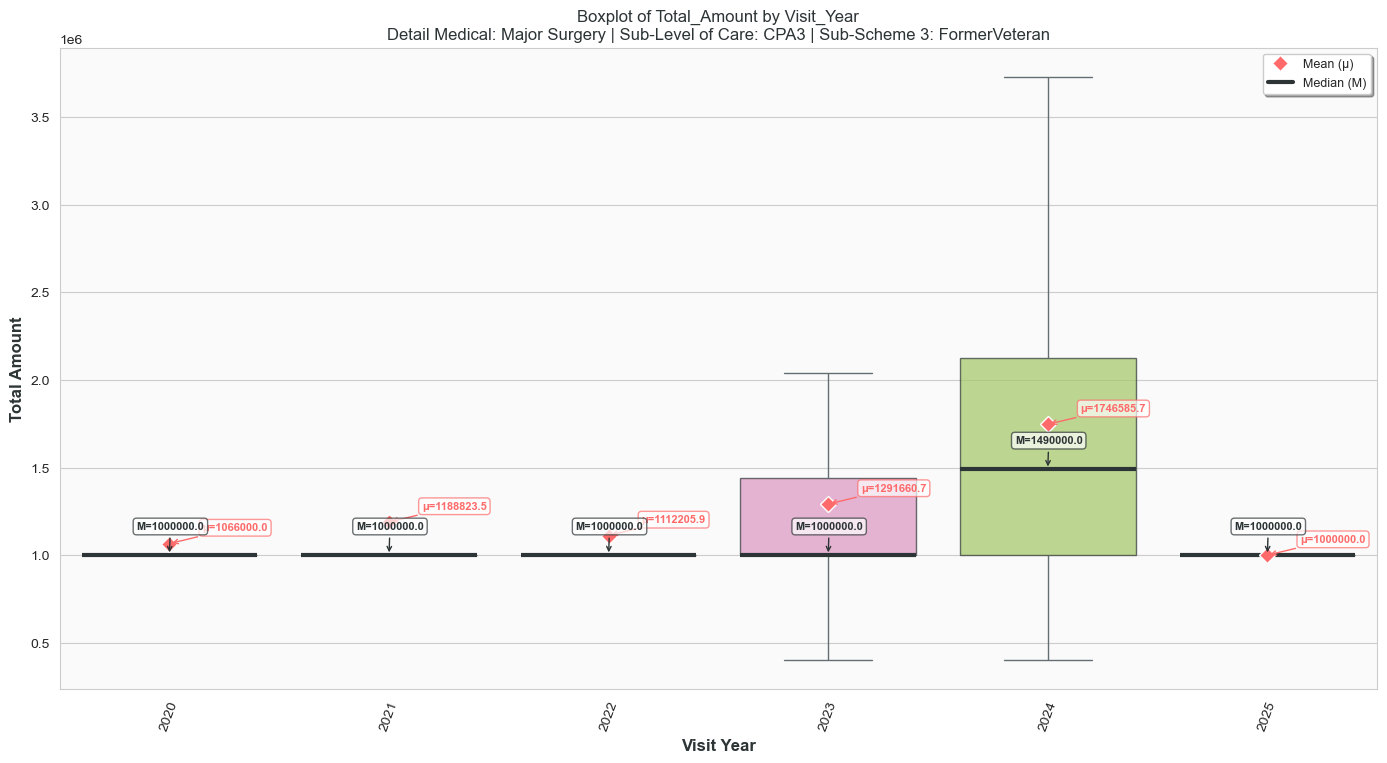 Boxplot of Total_Amount by Visit_Year
Detail Medical: Major Surgery | Sub-Level of Care: CPA3 | Sub-Scheme 3: FormerVeteran
1e6
Mean (μ)
Median (M)
3.5
3.0
2.5
2.0
1.5
1.0
0.5
Total Amount
M=1000000.0
μ=1066000.0
M=1000000.0
μ=1188823.5
M=1000000.0
μ=1112205.9
M=1000000.0
μ=1291660.7
M=1490000.0
μ=1746585.7
M=1000000.0
μ=1000000.0
2020
2021
2022
2023
2024
2025
Visit Year